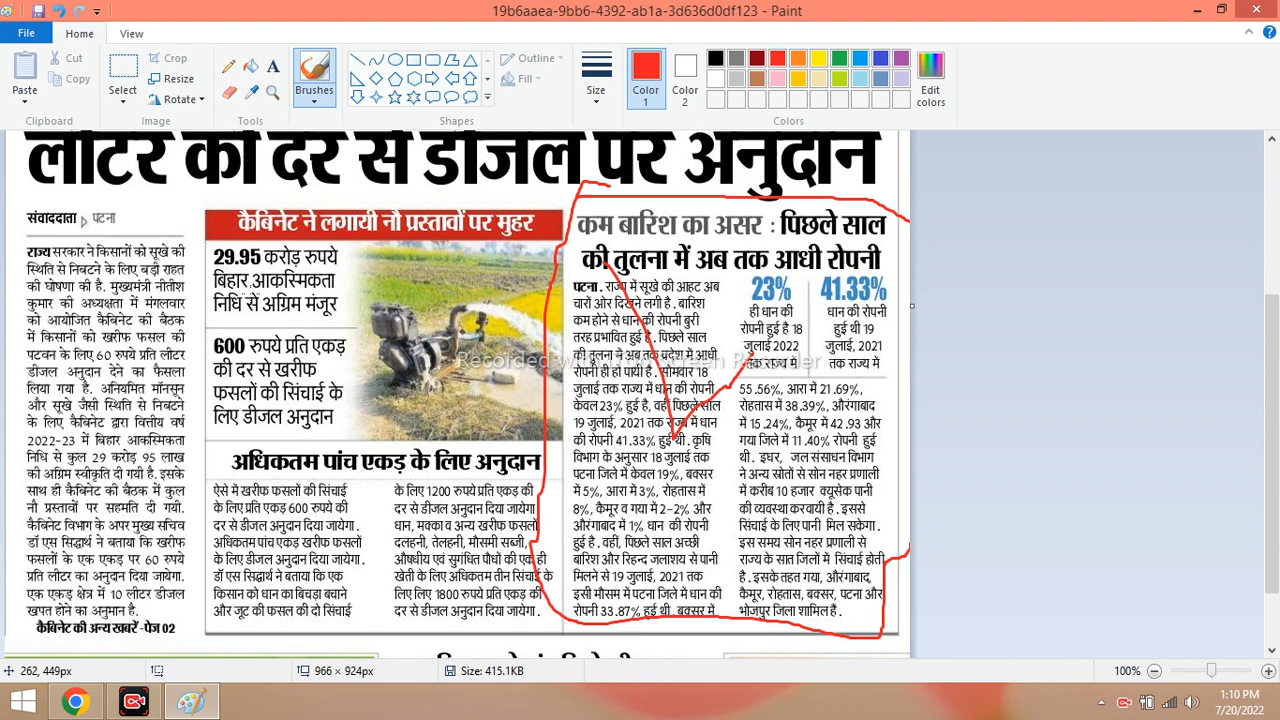 19b6aaea-9bb6-4392-ab1a-3d636d0df123 - Paint
File
Home
View
Paste
Cut
Copy
Clipboard
Select
Crop
Resize
Rotate
Image
Tools
Brushes
Outline
Fill
Shapes
Size
Color
1
Color
2
Edit
colors
Colors
लीटर की दर से डीजल पर अनुदान
संवाददाता पटना
राज्य सरकार ने किसानों को सूखे की
स्थिति से निबटने के लिए बड़ी राहत
की घोषणा की है. मुख्यमंत्री नीतीश
कुमार की अध्यक्षता में मंगलवार
को आयोजित कैबिनेट की बैठक
में किसानों को खरीफ फसल की
पटवन के लिए 60 रुपये प्रति लीटर
डीजल अनुदान देने का फैसला
लिया गया है. अनियमित मॉनसून
और सूखे जैसी स्थिति से निबटने
के लिए कैबिनेट द्वारा वित्तीय वर्ष
2022-23 में बिहार आकस्मिकता
निधि से कुल 29 करोड़ 95 लाख
की अग्रिम स्वीकृति दी गयी है. इसके
साथ ही कैबिनेट की बैठक में कुल
नौ प्रस्तावों पर सहमति दी गयी.
कैबिनेट विभाग के अपर मुख्य सचिव
डॉ एस सिद्धार्थ ने बताया कि खरीफ
फसलों के एक एकड़ पर 60 रुपये
प्रति लीटर का अनुदान दिया जायेगा.
एक एकड़ क्षेत्र में 10 लीटर डीजल
खपत होने का अनुमान है.
कैबिनेट की अन्य खबरें -पेज 02
कैबिनेट ने लगायी नौ प्रस्तावों पर मुहर
29.95 करोड़ रुपये
बिहार आकस्मिकता
निधि से अग्रिम मंजूर
600 रुपये प्रति एकड़
की दर से खरीफ
फसलों की सिंचाई के
लिए डीजल अनुदान
अधिकतम पांच एकड़ के लिए अनुदान
ऐसे में खरीफ फसलों की सिंचाई
के लिए प्रति एकड़ 600 रुपये की
दर से डीजल अनुदान दिया जायेगा.
अधिकतम पांच एकड़ खरीफ फसलों
के लिए डीजल अनुदान दिया जायेगा.
डॉ एस सिद्धार्थ ने बताया कि एक
किसान को धान का बिचड़ा बचाने
और जूट की फसल की दो सिंचाई
के लिए 1200 रुपये प्रति एकड़ की
दर से डीजल अनुदान दिया जायेगा.
धान, मक्का व अन्य खरीफ फसलों
दलहनी, तेलहनी, मौसमी सब्जी,
औषधीय एवं सुगंधित पौधों की एक ही
खेती के लिए अधिकतम तीन सिंचाई के
लिए लिए 1800 रुपये प्रति एकड़ की
दर से डीजल अनुदान दिया जायेगा.
कम बारिश का असर : पिछले साल
की तुलना में अब तक आधी रोपनी
पटना. राज्य में सूखे की आहट अब
चारों ओर दिखने लगी है. बारिश
कम होने से धान की रोपनी बुरी
तरह प्रभावित हुई है. पिछले साल
की तुलना में अब तक प्रदेश में आधी
रोपनी ही हो पायी है. सोमवार 18
जुलाई तक राज्य में धान की रोपनी
केवल 23% हुई है, वहीं पिछले साल
19 जुलाई, 2021 तक राज्य में धान
की रोपनी 41.33% हुई थी. कृषि
विभाग के अनुसार 18 जुलाई तक
पटना जिले में केवल 19%, बक्सर
में 5%, आरा में 3%, रोहतास में
8%, कैमूर व गया में 2-2% और
औरंगाबाद में 1% धान की रोपनी
हुई है. वहीं, पिछले साल अच्छी
बारिश और रिहन्द जलाशय से पानी
मिलने से 19 जुलाई, 2021 तक
इसी मौसम में पटना जिले में धान की
रोपनी 33.87% हुई थी. बक्सर में
23%
ही धान की
रोपनी हुई है 18
जुलाई 2022
तक राज्य में
41.33%
धान की रोपनी
हुई थी 19
जुलाई, 2021
तक राज्य में
55.56%, आरा में 21.69%,
रोहतास में 38.39%, औरंगाबाद
में 15.24%, कैमूर में 42.93 और
गया जिले में 11.40% रोपनी हुई
थी. इधर, जल संसाधन विभाग
ने अन्य स्रोतों से सोन नहर प्रणाली
में करीब 10 हजार क्यूसेक पानी
की व्यवस्था करवायी है. इससे
सिंचाई के लिए पानी मिल सकेगा.
इस समय सोन नहर प्रणाली से
राज्य के सात जिलों में सिंचाई होती
है. इसके तहत गया, औरंगाबाद,
कैमूर, रोहतास, बक्सर, पटना और
भोजपुर जिला शामिल हैं.
262, 449px
966 × 924px
Size: 415.1KB
100%
1:10 PM
7/20/2022